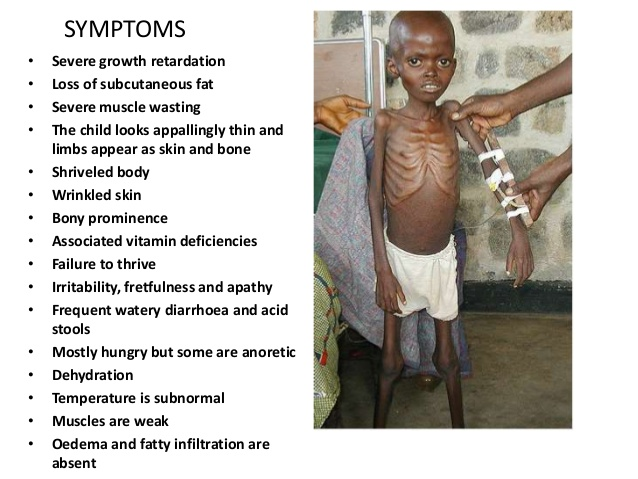 SYMPTOMS
• Severe growth retardation
• Loss of subcutaneous fat
• Severe muscle wasting
• The child looks appallingly thin and
limbs appear as skin and bone
• Shriveled body
• Wrinkled skin
• Bony prominence
• Associated vitamin deficiencies
• Failure to thrive
• Irritability, fretfulness and apathy
• Frequent watery diarrhoea and acid
stools
• Mostly hungry but some are anoretic
• Dehydration
• Temperature is subnormal
• Muscles are weak
• Oedema and fatty infiltration are
absent